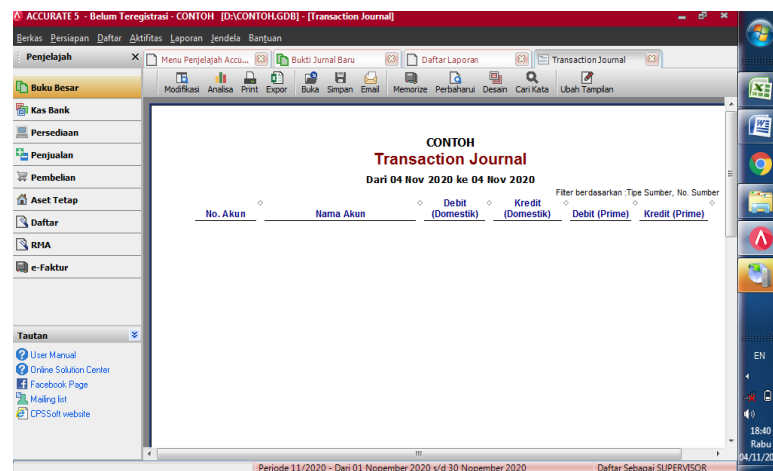 ACCURATE 5 - Belum Teregistrasi - CONTOH [D:\CONTOH.GDB] - [Transaction Journal]
Berkas Persiapan Daftar Aktifitas Laporan Jendela Bantuan
Penjelajah X
Menu Penjelajah Accu... Bukti Jurnal Baru Daftar Laporan Transaction Journal
Modifikasi Analisa Print Expor Buka Simpan Email Memorize Perbaharui Desain Cari Kata Ubah Tampilan
Buku Besar
Kas Bank
Persediaan
Penjualan
Pembelian
Aset Tetap
Daftar
RMA
e-Faktur
Tautan
User Manual
Online Solution Center
Facebook Page
Mailing list
CPSSoft website
CONTOH
Transaction Journal
Dari 04 Nov 2020 ke 04 Nov 2020
Filter berdasarkan :Tipe Sumber, No. Sumber
No. Akun Nama Akun Debit (Domestik) Kredit (Domestik) Debit (Prime) Kredit (Prime)
Periode 11/2020 - Dari 01 Nopember 2020 s/d 30 Nopember 2020 Daftar Sebagai SUPERVISOR
EN
18:40
Rabu
04/11/20